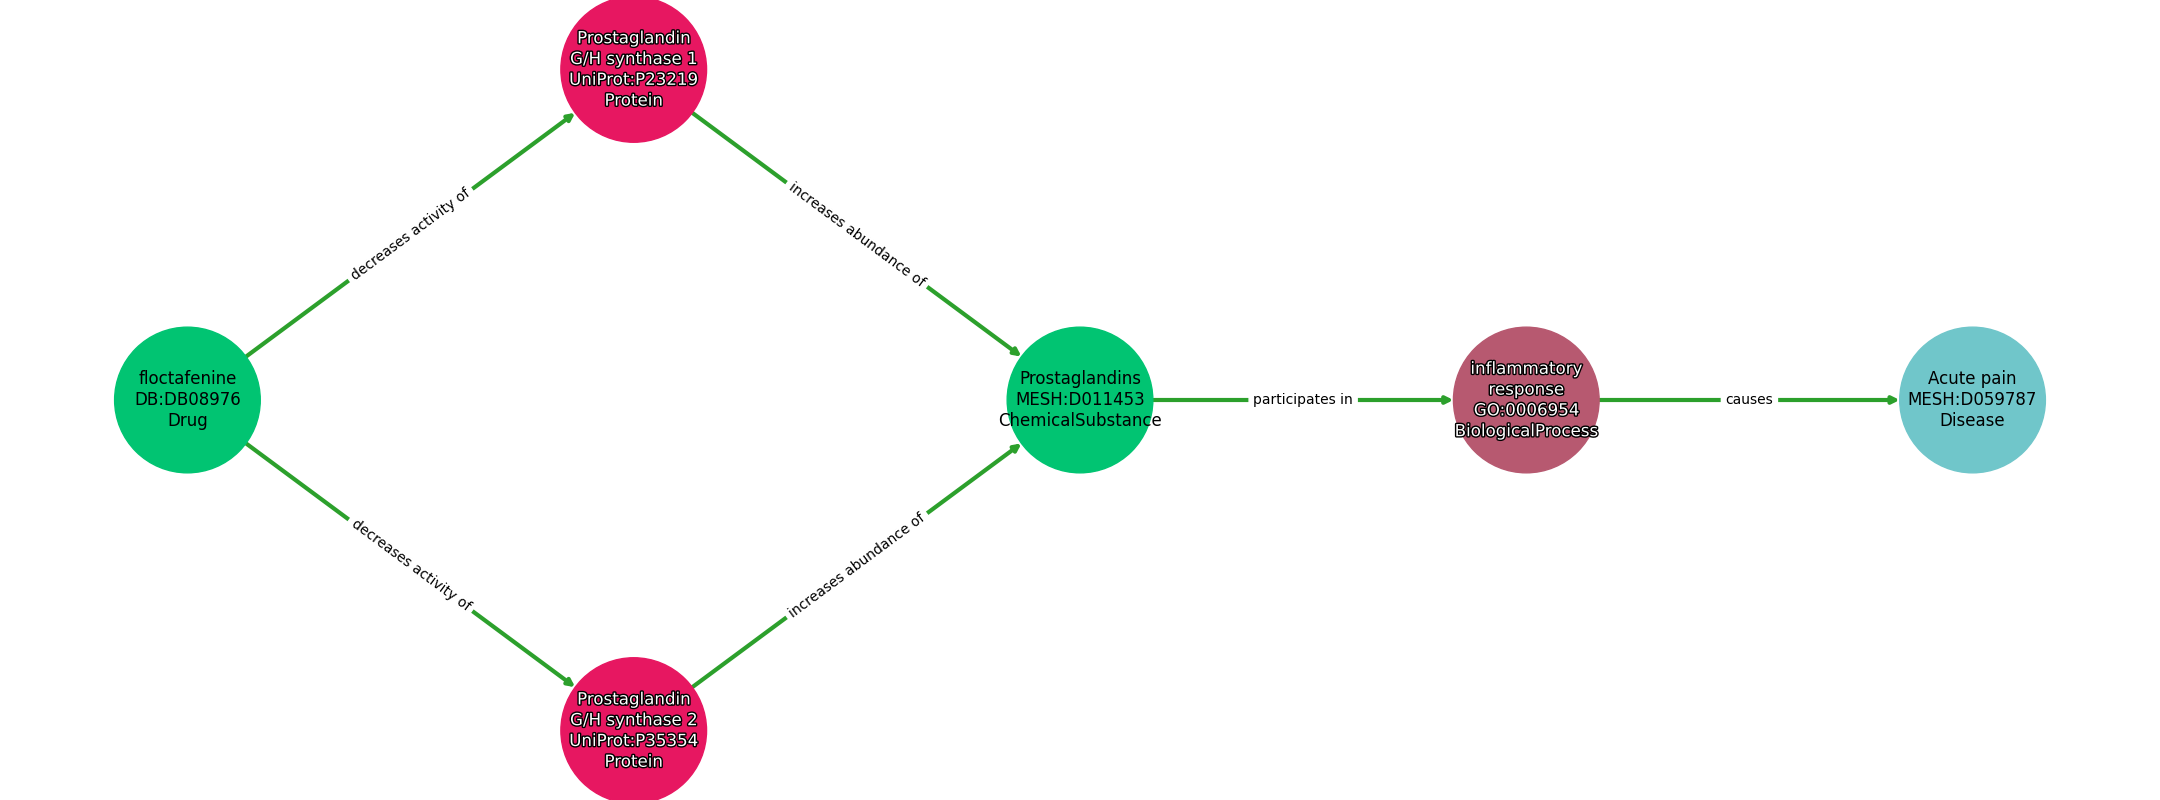 Prostaglandin
G/H synthase 1
UniProt:P23219
Protein
decreases activity of
increases abundance of
floctafenine
DB:DB08976
Drug
Prostaglandins
MESH:D011453
ChemicalSubstance
participates in
inflammatory
response
GO:0006954
BiologicalProcess
causes
Acute pain
MESH:D059787
Disease
decreases activity of
increases abundance of
Prostaglandin
G/H synthase 2
UniProt:P35354
Protein